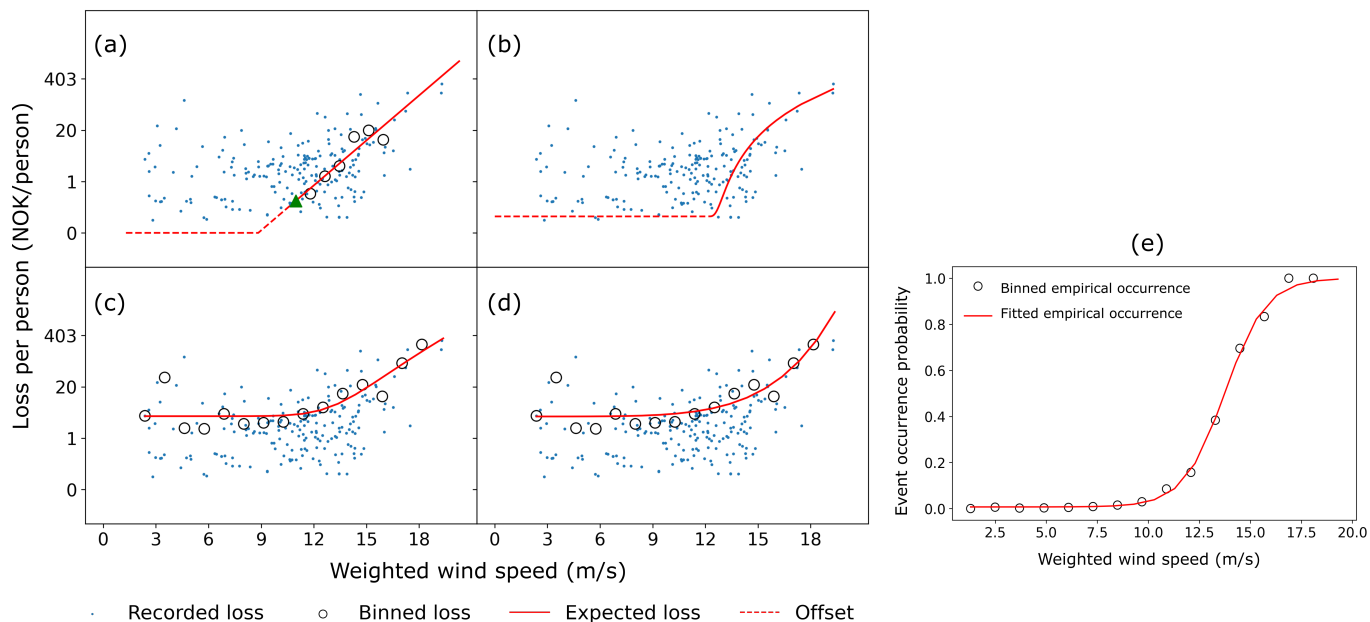 (a)
(b)
403
20
1
0
Loss per person (NOK/person)
(c)
(d)
403
20
1
0
0 3 6 9 12 15 18 0 3 6 9 12 15 18
Weighted wind speed (m/s)
Recorded loss Binned loss Expected loss Offset
(e)
Binned empirical occurrence
Fitted empirical occurrence
1.0
0.8
0.6
0.4
0.2
0.0
Event occurrence probability
2.5 5.0 7.5 10.0 12.5 15.0 17.5 20.0
Weighted wind speed (m/s)